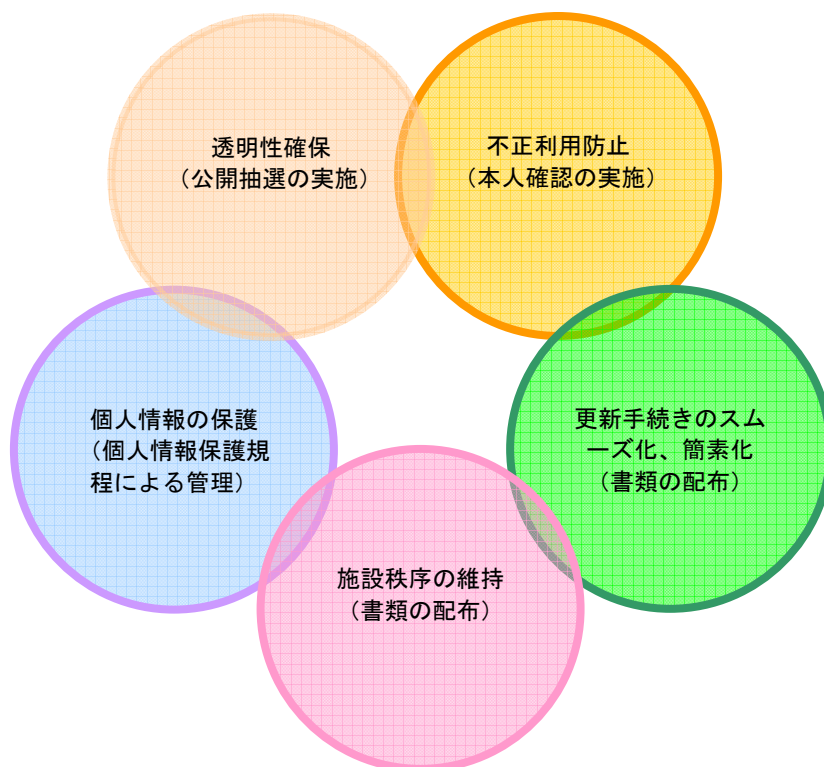 透明性確保
（公開抽選の実施）
不正利用防止
（本人確認の実施）
個人情報の保護
（個人情報保護規
程による管理）
更新手続きのスム
ーズ化、簡素化
（書類の配布）
施設秩序の維持
（書類の配布）